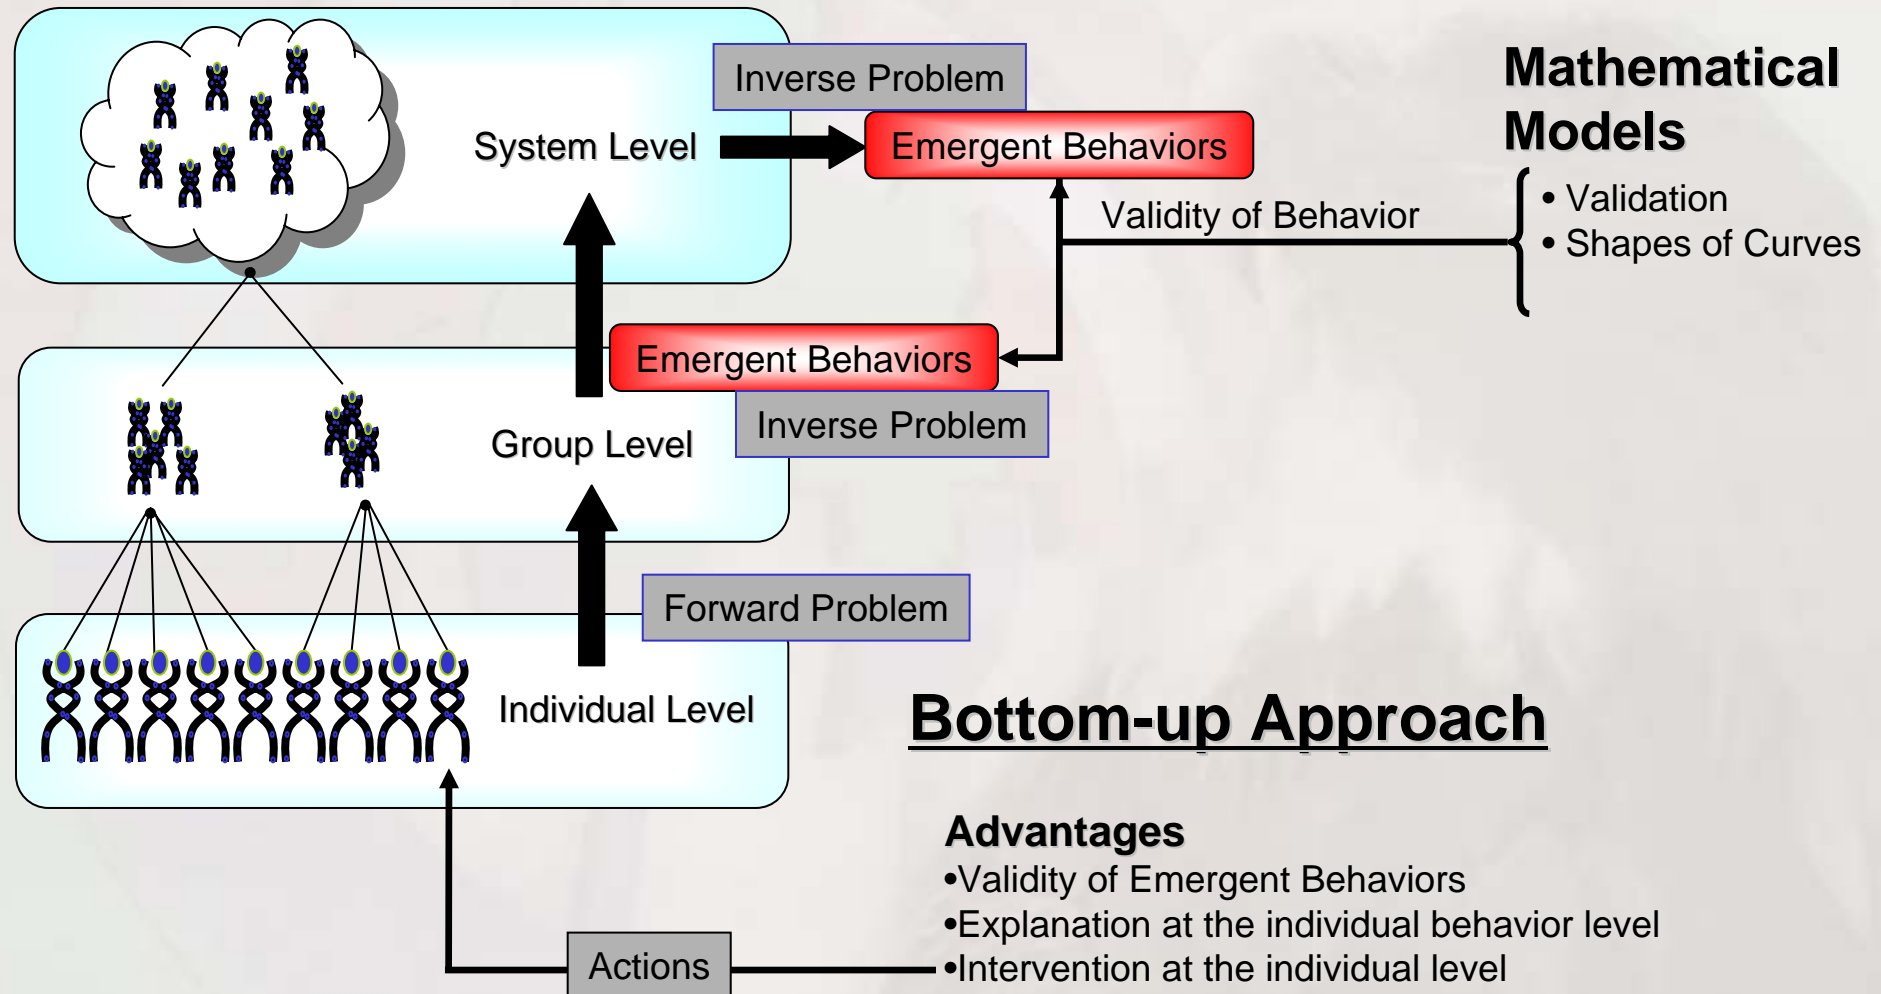 Inverse Problem
System Level
Emergent Behaviors
Mathematical
Models
• Validation
• Shapes of Curves
Validity of Behavior
Emergent Behaviors
Inverse Problem
Group Level
Forward Problem
Individual Level
Bottom-up Approach
Advantages
•Validity of Emergent Behaviors
•Explanation at the individual behavior level
•Intervention at the individual level
Actions